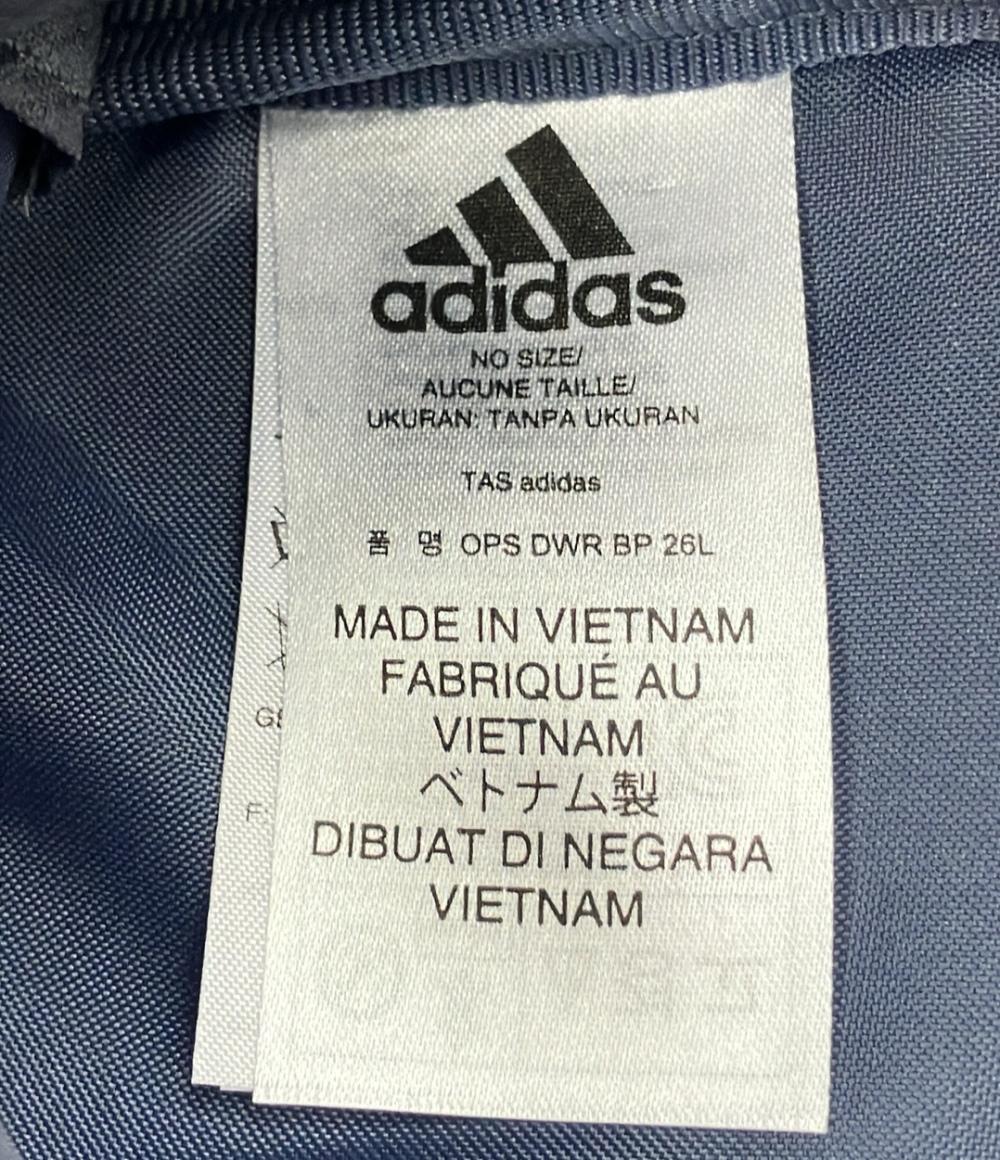 adidas
NO SIZE/
AUCUNE TAILLE/
UKURAN: TANPA UKURAN
TAS adidas
품 명 OPS DWR BP 26L
MADE IN VIETNAM
FABRIQUÉ AU
VIETNAM
ベトナム製
DIBUAT DI NEGARA
VIETNAM